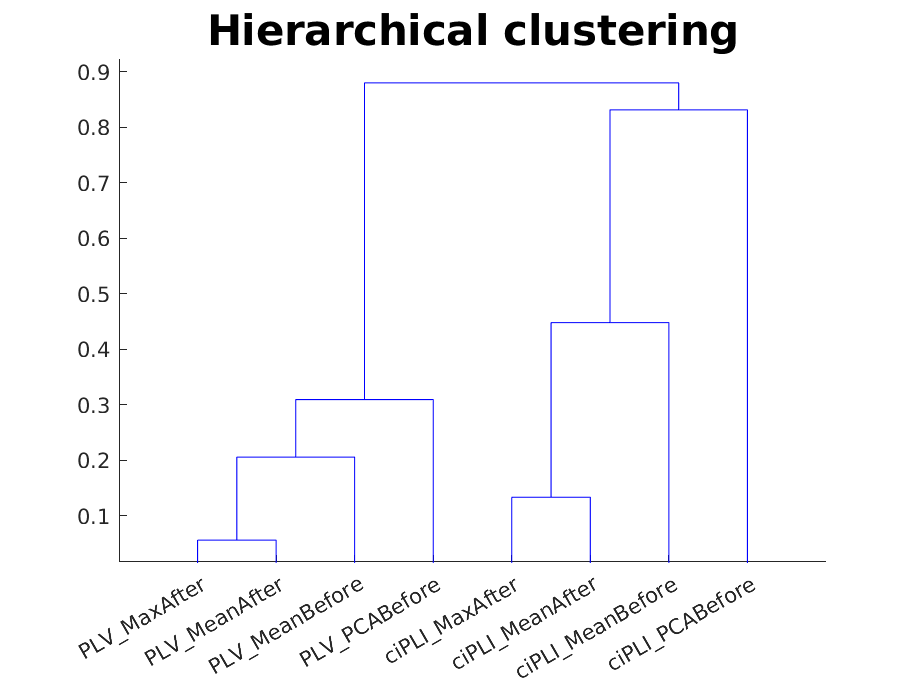 Hierarchical clustering
0.9
0.8
0.7
0.6
0.5
0.4
0.3
0.2
0.1
PLV_MaxAfter
PLV_MeanAfter
PLV_MeanBefore
PLV_PCABefore
ciPLI_MaxAfter
ciPLI_MeanAfter
ciPLI_MeanBefore
ciPLI_PCABefore